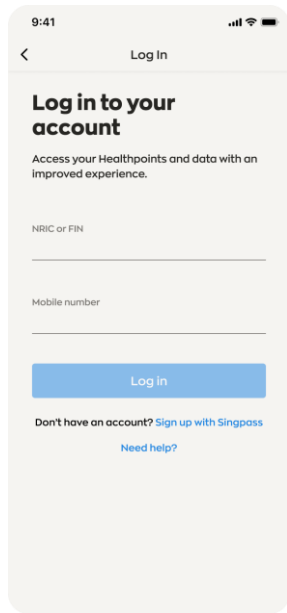 9:41
Log In
Log in to your
account
Access your Healthpoints and data with an
improved experience.
NRIC or FIN
Mobile number
Log in
Don't have an account? Sign up with Singpass
Need help?